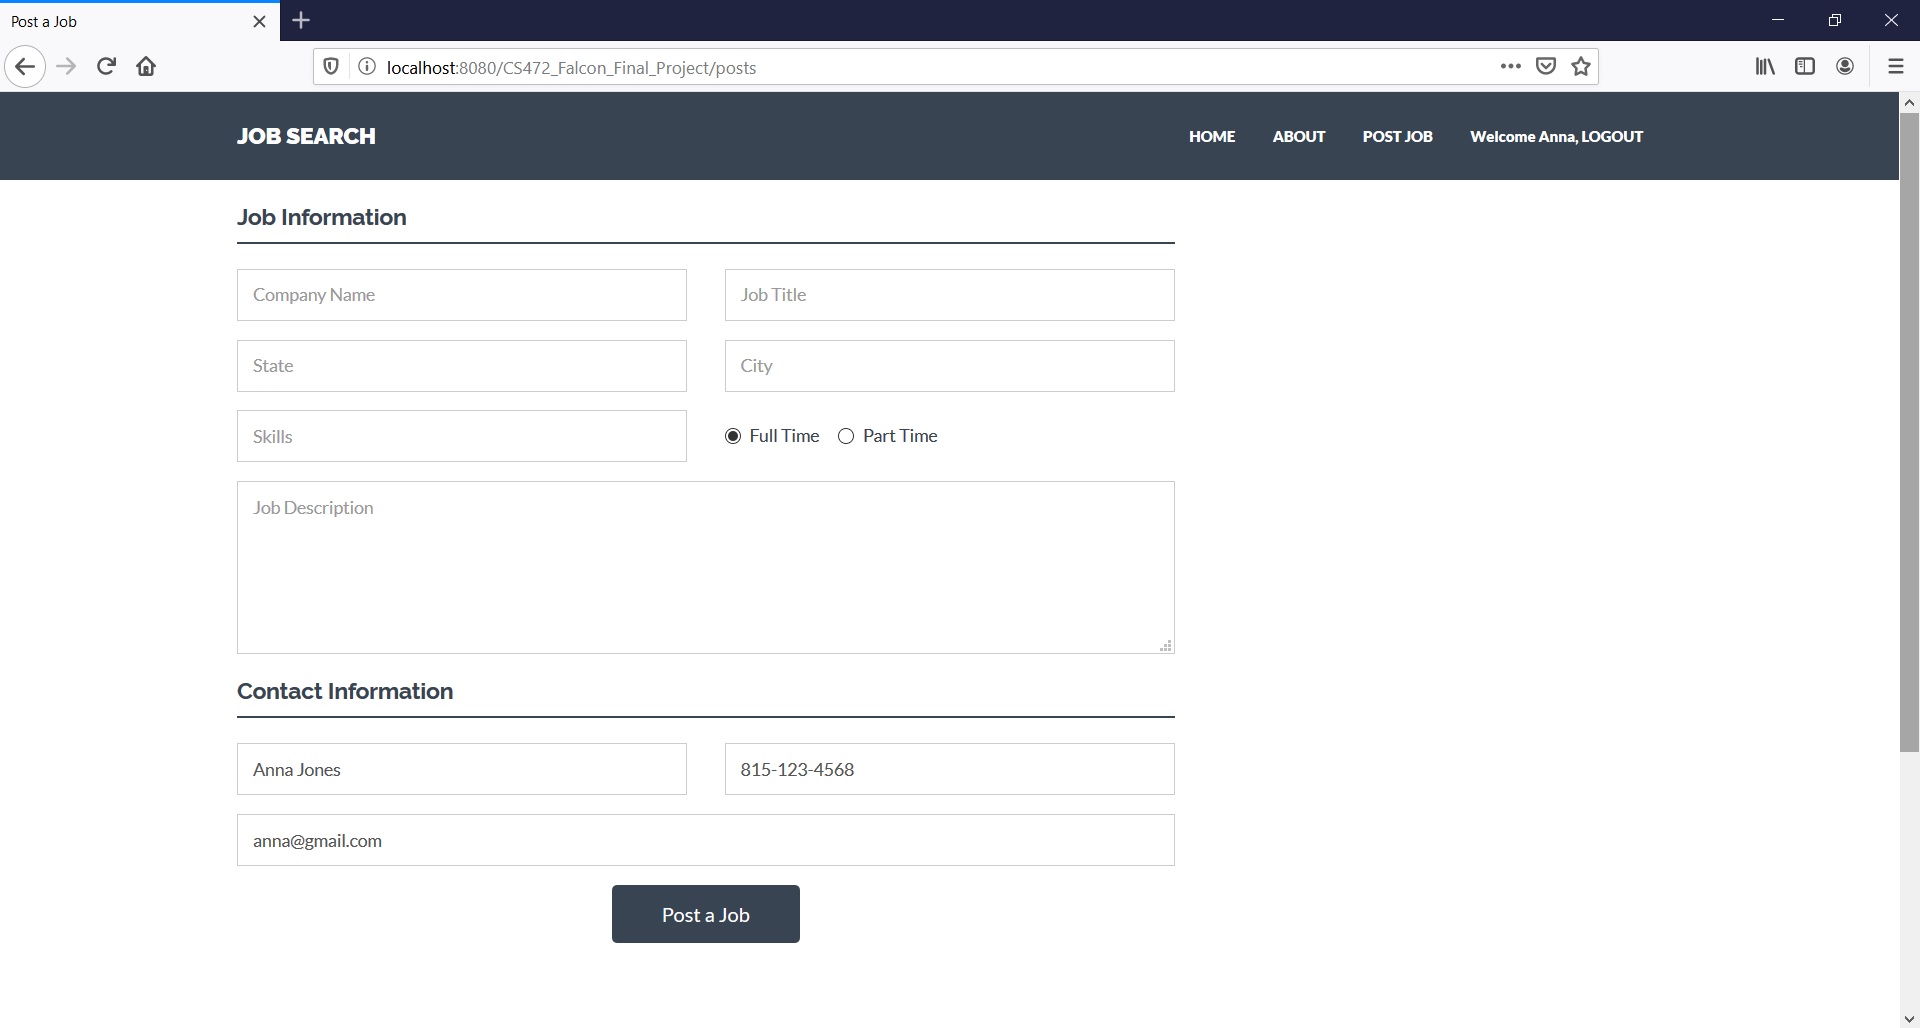 Post a Job
localhost:8080/CS472_Falcon_Final_Project/posts
JOB SEARCH HOME ABOUT POST JOB Welcome Anna, LOGOUT
Job Information
Company Name Job Title
State City
Skills Full Time Part Time
Job Description
Contact Information
Anna Jones 815-123-4568
anna@gmail.com
Post a Job